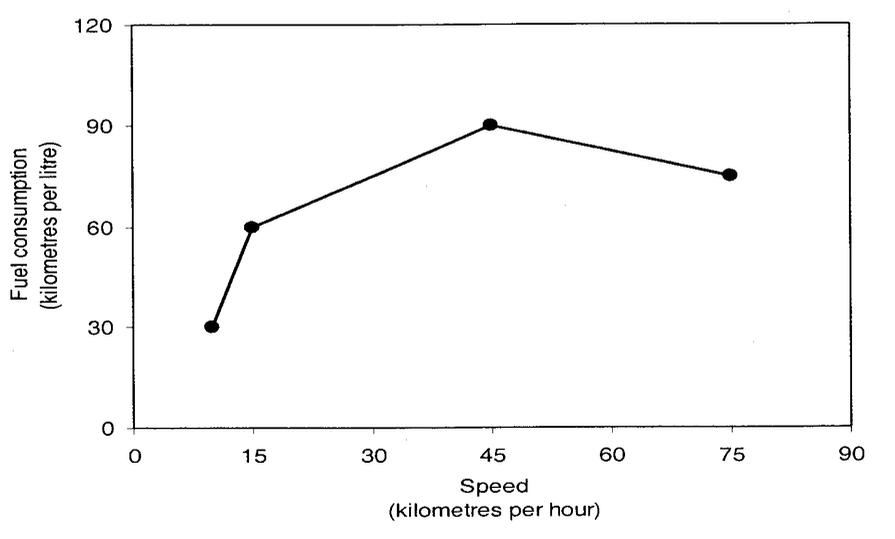 120
90
60
30
0
Fuel consumption
(kilometres per litre)
0 15 30 45 60 75 90
Speed
(kilometres per hour)